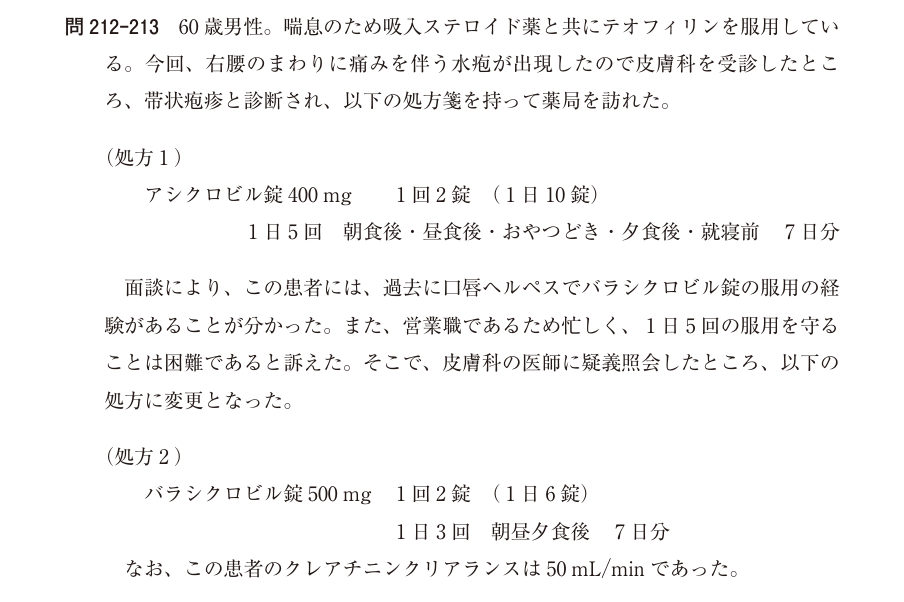 問 212−213　60 歳男性。喘息のため吸入ステロイド薬と共にテオフィリンを服用してい
る。今回、右腰のまわりに痛みを伴う水疱が出現したので皮膚科を受診したとこ
ろ、帯状疱疹と診断され、以下の処方箋を持って薬局を訪れた。
（処方１）
アシクロビル錠 400 mg　　１回２錠　（１日 10 錠）
１日５回　朝食後・昼食後・おやつどき・夕食後・就寝前　７日分
面談により、この患者には、過去に口唇ヘルペスでバラシクロビル錠の服用の経
験があることが分かった。また、営業職であるため忙しく、１日５回の服用を守る
ことは困難であると訴えた。そこで、皮膚科の医師に疑義照会したところ、以下の
処方に変更となった。
（処方２）
バラシクロビル錠 500 mg　１回２錠　（１日６錠）
１日３回　朝昼夕食後　７日分
なお、この患者のクレアチニンクリアランスは 50 mL/min であった。